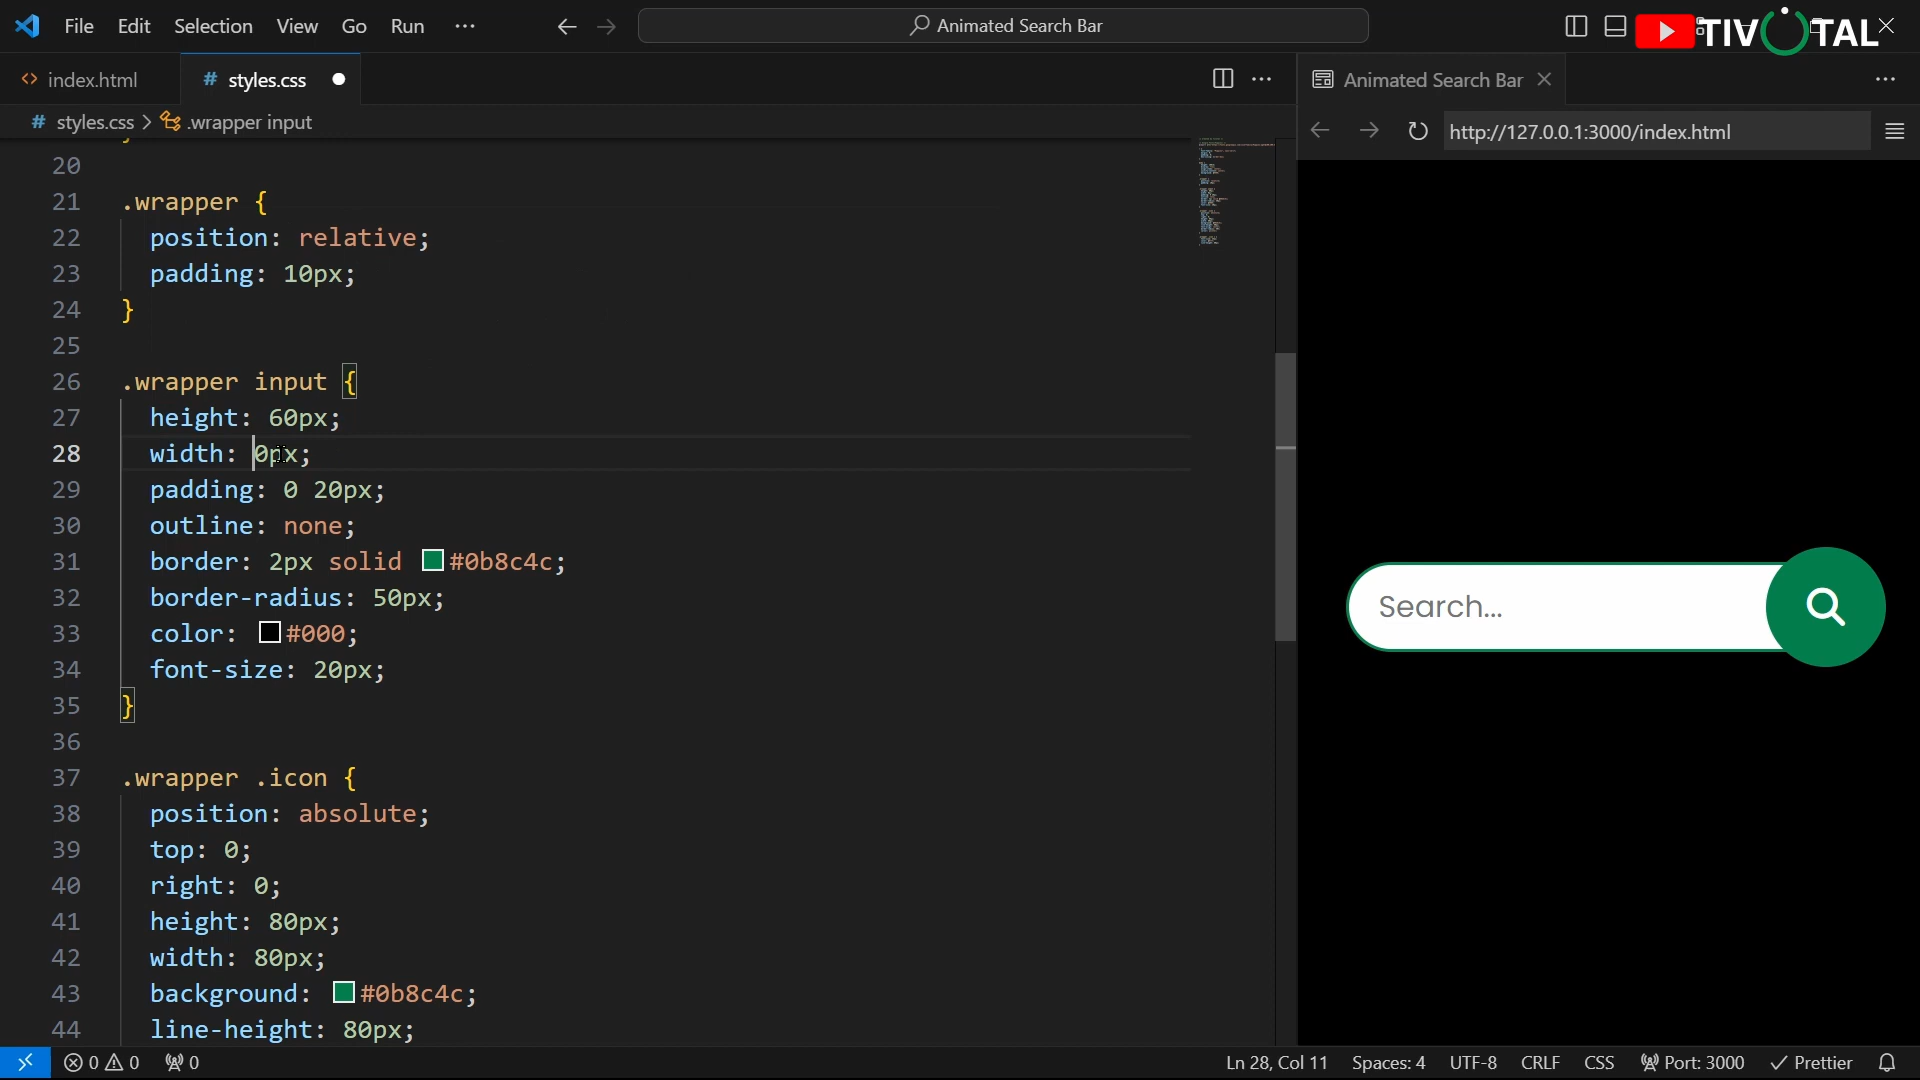 File Edit Selection View Go Run
Animated Search Bar
TIVOTAL
index.html
# styles.css
Animated Search Bar
# styles.css > .wrapper input
http://127.0.0.1:3000/index.html
20
21 .wrapper {
22 position: relative;
23 padding: 10px;
24 }
25
26 .wrapper input {
27 height: 60px;
28 width: 0px;
29 padding: 0 20px;
30 outline: none;
31 border: 2px solid #0b8c4c;
32 border-radius: 50px;
33 color: #000;
34 font-size: 20px;
35 }
36
37 .wrapper .icon {
38 position: absolute;
39 top: 0;
40 right: 0;
41 height: 80px;
42 width: 80px;
43 background: #0b8c4c;
44 line-height: 80px;
Search...
0 0 0
Ln 28, Col 11 Spaces: 4 UTF-8 CRLF CSS Port: 3000 Prettier